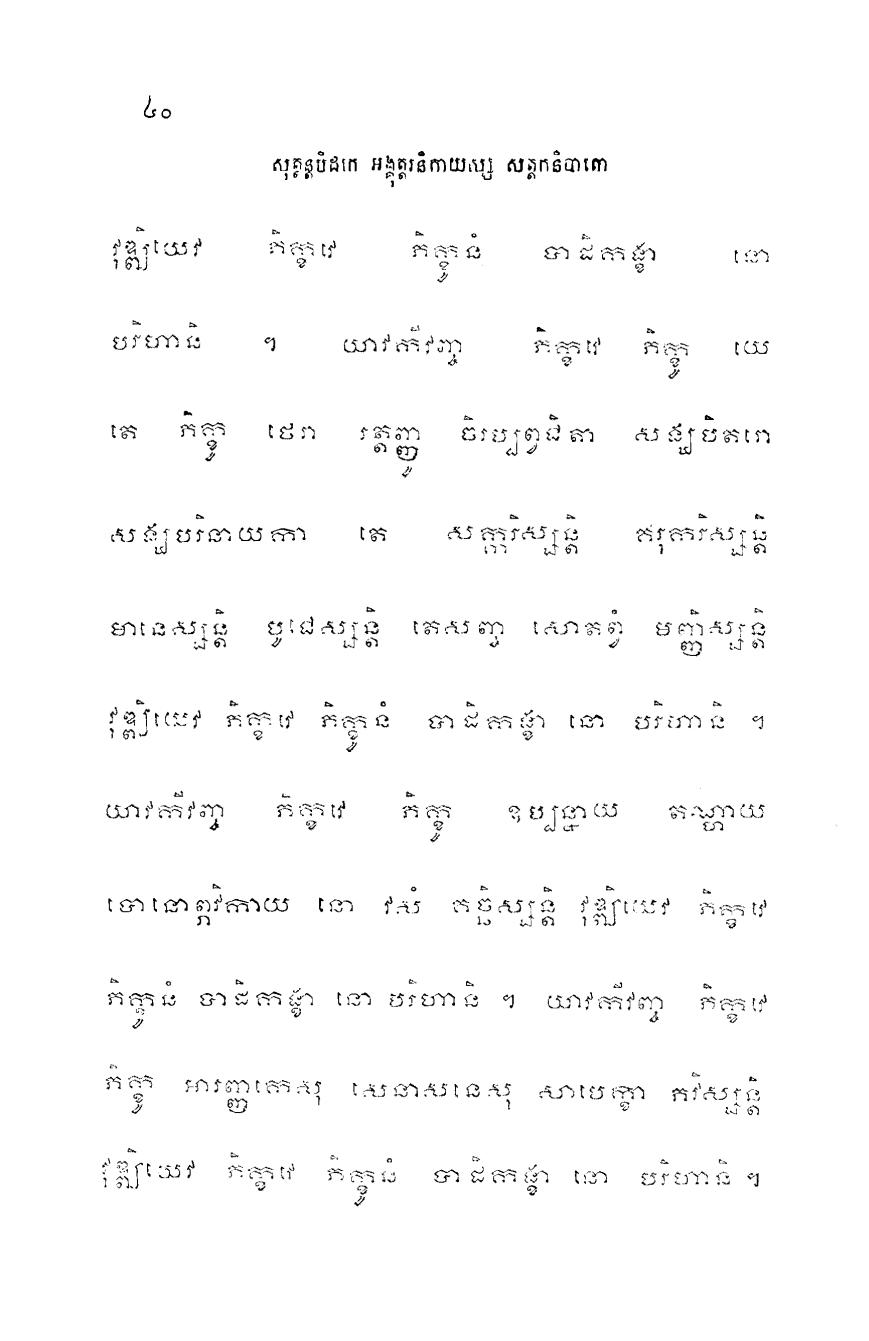 ៤០
សុត្តន្តបិដកេ អង្គុត្តរនិកាយស្ស សត្តកនិបាតោ
វុឌ្ឍិយេវ ភិក្ខវេ ភិក្ខូនំ បាដិកង្ខា នោ
បរិហានិ ។ យាវកីវញ្ច ភិក្ខវេ ភិក្ខូ យេ
តេ ភិក្ខូ ថេរា រត្តញ្ញូ ចិរប្បព្វជិតា សង្ឃបិតរោ
សង្ឃបរិនាយកា តេ សក្ករិស្សន្តិ គរុករិស្សន្តិ
មានេស្សន្តិ បូជេស្សន្តិ តេសញ្ច សោតព្វំ មញ្ញិស្សន្តិ
វុឌ្ឍិយេវ ភិក្ខវេ ភិក្ខូនំ បាដិកង្ខា នោ បរិហានិ ។
យាវកីវញ្ច ភិក្ខវេ ភិក្ខូ ឧប្បន្នាយ តណ្ហាយ
បោនោព្ភវិកាយ នោ វសំ គច្ឆិស្សន្តិ វុឌ្ឍិយេវ ភិក្ខវេ
ភិក្ខូនំ បាដិកង្ខា នោ បរិហានិ ។ យាវកីវញ្ច ភិក្ខវេ
ភិក្ខូ អារញ្ញកេសុ សេនាសនេសុ សាបេក្ខា ភវិស្សន្តិ
វុឌ្ឍិយេវ ភិក្ខវេ ភិក្ខូនំ បាដិកង្ខា នោ បរិហានិ ។